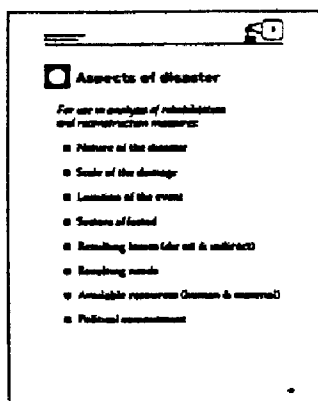 Aspects of disaster
For use in analysis of rehabilitation
and reconstruction measures:
Nature of the disaster
Scale of the damage
Location of the event
Sectors affected
Resulting losses (direct & indirect)
Resulting needs
Available resources (human & material)
Political commitment